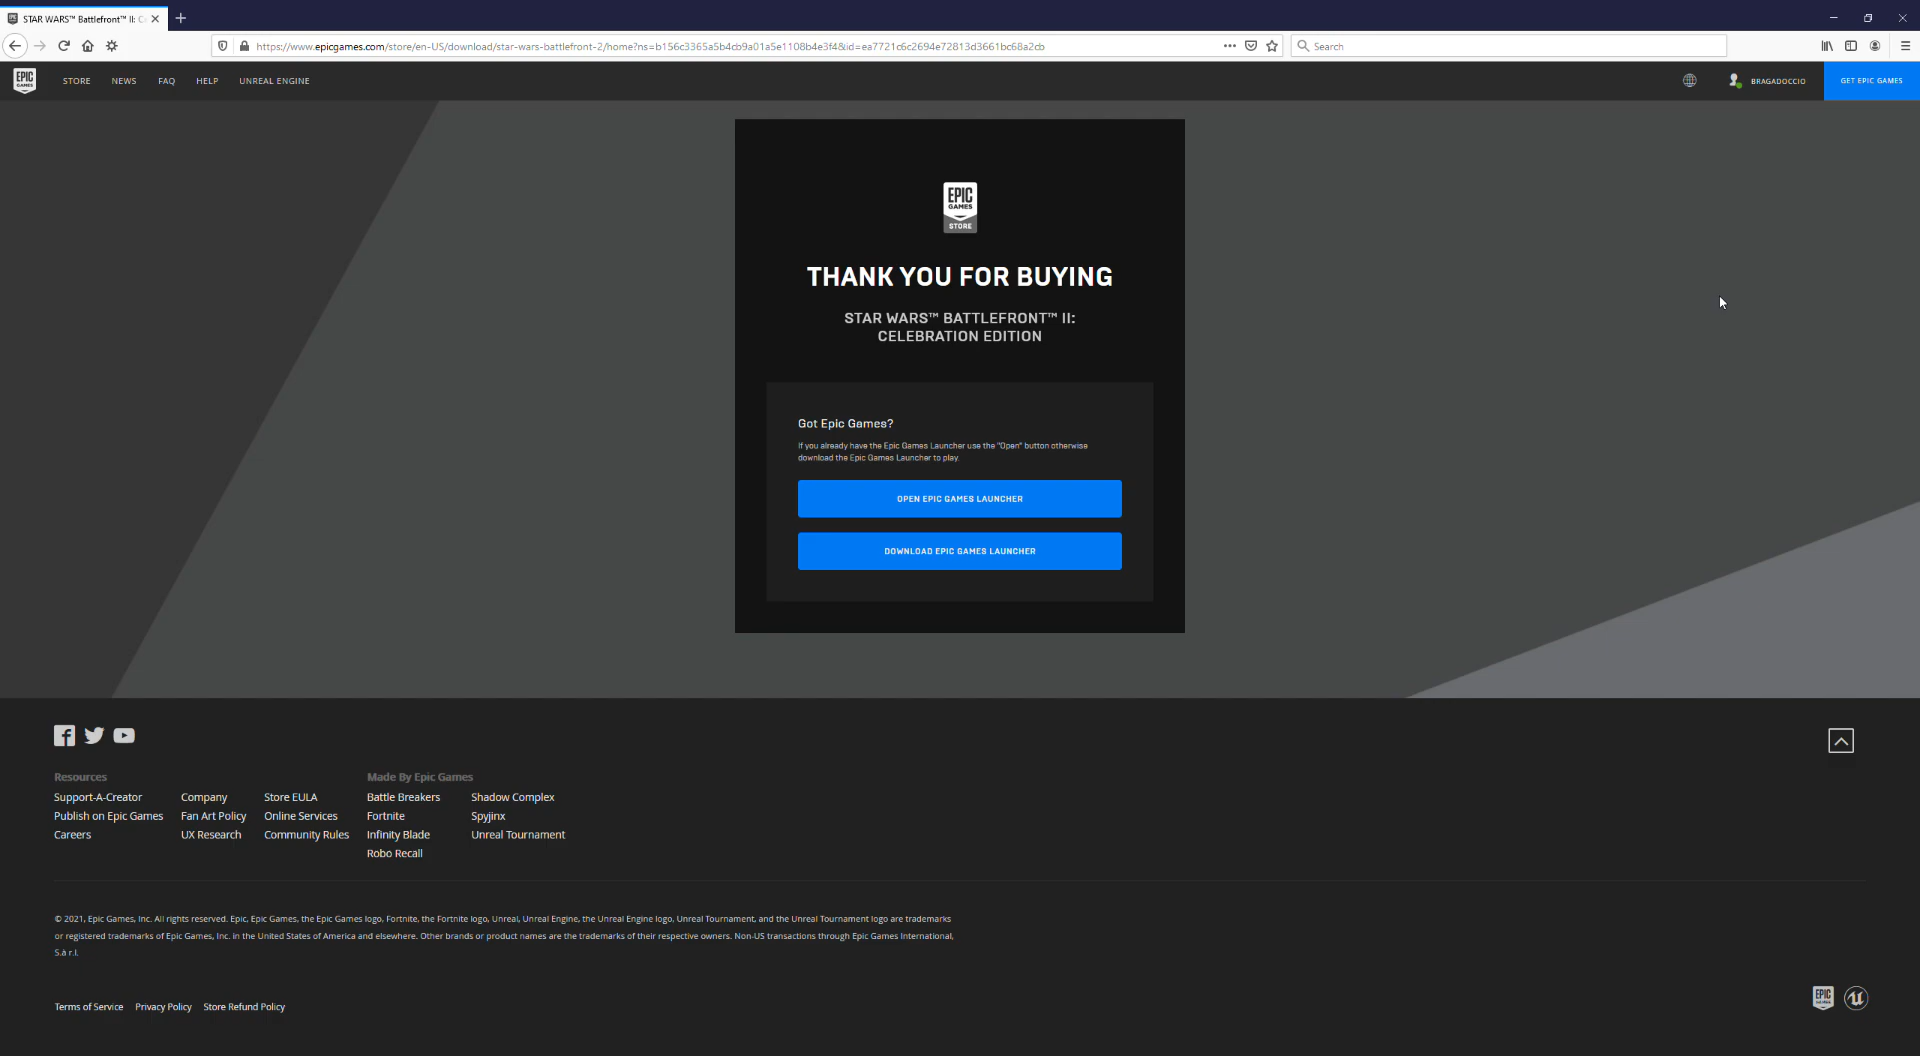 STAR WARS™ Battlefront™ II: C
https://www.epicgames.com/store/en-US/download/star-wars-battlefront-2/home?ns=b156c3365a5b4cb9a01a5e1108b4e3f4&id=ea7721c6c2694e72813d3661bc68a2cb
Search
EPIC
GAMES
STORE
NEWS
FAQ
HELP
UNREAL ENGINE
BRAGADOCCIO
GET EPIC GAMES
EPIC
GAMES
STORE
THANK YOU FOR BUYING
STAR WARS™ BATTLEFRONT™ II:
CELEBRATION EDITION
Got Epic Games?
If you already have the Epic Games Launcher use the "Open" button otherwise
download the Epic Games Launcher to play.
OPEN EPIC GAMES LAUNCHER
DOWNLOAD EPIC GAMES LAUNCHER
Resources
Support-A-Creator
Publish on Epic Games
Careers
Company
Fan Art Policy
UX Research
Store EULA
Online Services
Community Rules
Made By Epic Games
Battle Breakers
Fortnite
Infinity Blade
Robo Recall
Shadow Complex
Spyjinx
Unreal Tournament
© 2021, Epic Games, Inc. All rights reserved. Epic, Epic Games, the Epic Games logo, Fortnite, the Fortnite logo, Unreal, Unreal Engine, the Unreal Engine logo, Unreal Tournament, and the Unreal Tournament logo are trademarks
or registered trademarks of Epic Games, Inc. in the United States of America and elsewhere. Other brands or product names are the trademarks of their respective owners. Non-US transactions through Epic Games International,
S.à r.l.
Terms of Service
Privacy Policy
Store Refund Policy
EPIC
GAMES